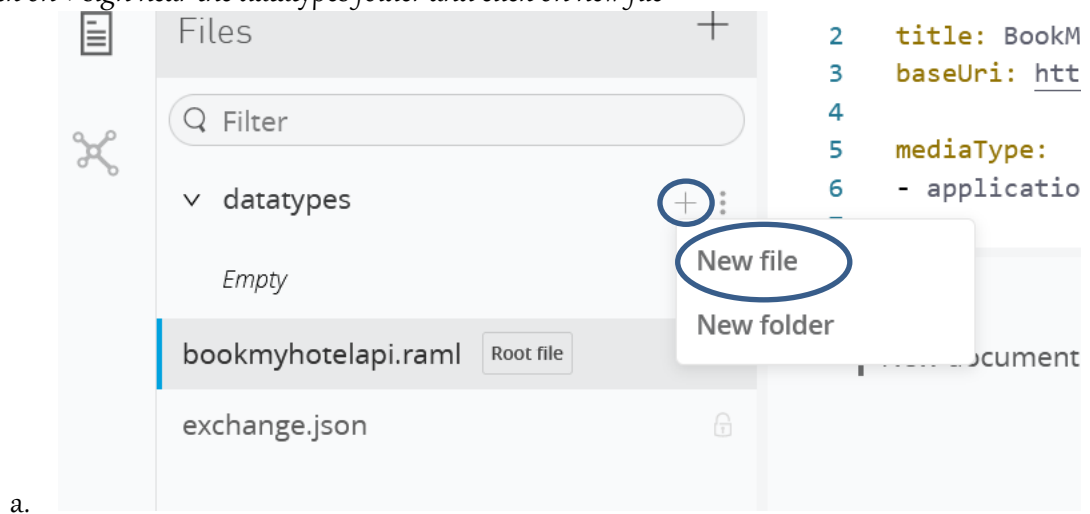 Files
2 title: BookM
3 baseUri: htt
4
Filter
5 mediaType:
datatypes
6 - applicatio
New file
Empty
New folder
bookmyhotelapi.raml Root file
exchange.json
a.